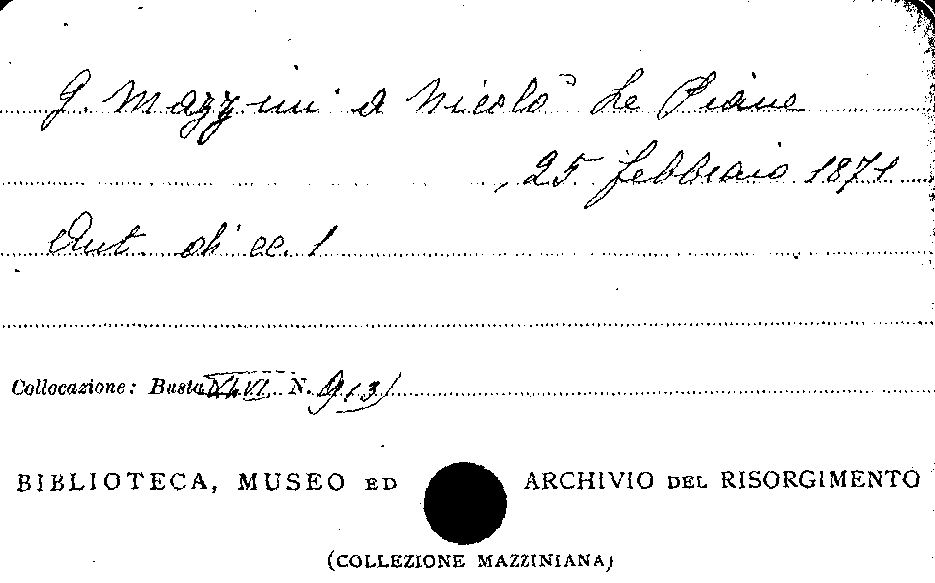 G. Mazzini a Nicolò Le Piane
25 febbraio 1871
Aut. di cc. 1
Collocazione: Busta N.
BIBLIOTECA, MUSEO ED ARCHIVIO DEL RISORGIMENTO
(COLLEZIONE MAZZINIANA)